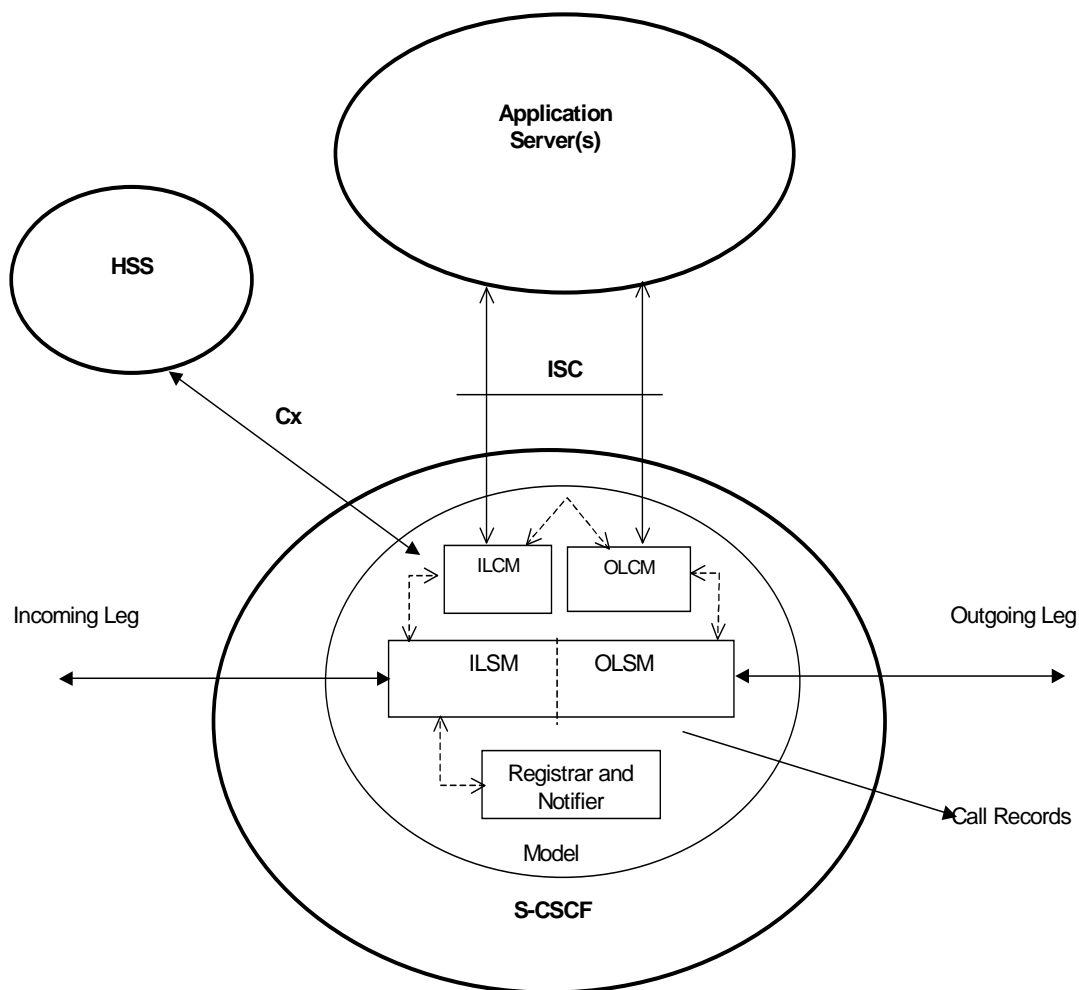 Application
Server(s)
HSS
ISC
Cx
ILCM
OLCM
Incoming Leg
Outgoing Leg
ILSM
OLSM
Registrar and
Notifier
Call Records
Model
S-CSCF